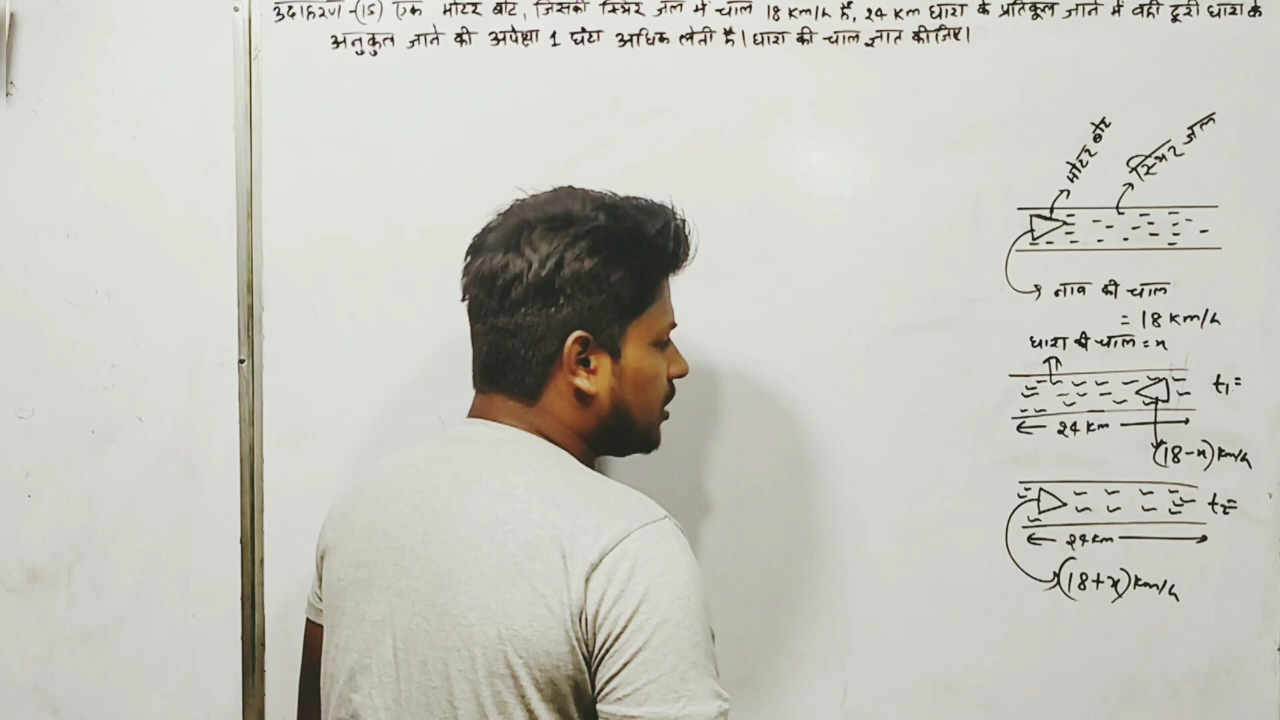 उदाहरण-(15) एक मोटर बोट, जिसकी स्थिर जल में चाल 18 km/h है, 24 km धारा के प्रतिकूल जाने में वही दूरी धारा के
अनुकुल जाने की अपेक्षा 1 घंटा अधिक लेती है। धारा की चाल ज्ञात कीजिए।
मोटर बोट
स्थिर जल
नाव की चाल
= 18 km/h
धारा की चाल = x
t₁=
24 km
(18-x) km/h
t₂=
24 km
(18+x) km/h